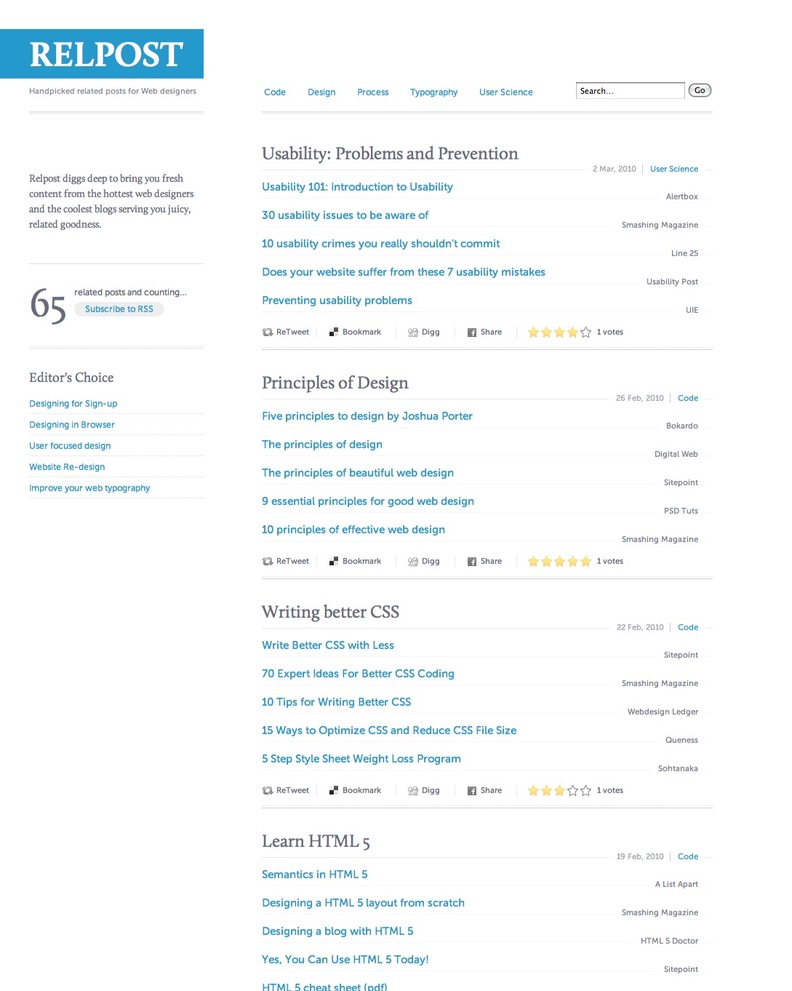 RELPOST
Handpicked related posts for Web designers
Code Design Process Typography User Science
Search... Go
Relpost diggs deep to bring you fresh
content from the hottest web designers
and the coolest blogs serving you juicy,
related goodness.
65 related posts and counting...
Subscribe to RSS
Editor's Choice
Designing for Sign-up
Designing in Browser
User focused design
Website Re-design
Improve your web typography
Usability: Problems and Prevention
2 Mar, 2010 | User Science
Usability 101: Introduction to Usability
Alertbox
30 usability issues to be aware of
Smashing Magazine
10 usability crimes you really shouldn't commit
Line 25
Does your website suffer from these 7 usability mistakes
Usability Post
Preventing usability problems
UIE
ReTweet Bookmark Digg Share 1 votes
Principles of Design
26 Feb, 2010 | Code
Five principles to design by Joshua Porter
Bokardo
The principles of design
Digital Web
The principles of beautiful web design
Sitepoint
9 essential principles for good web design
PSD Tuts
10 principles of effective web design
Smashing Magazine
ReTweet Bookmark Digg Share 1 votes
Writing better CSS
22 Feb, 2010 | Code
Write Better CSS with Less
Sitepoint
70 Expert Ideas For Better CSS Coding
Smashing Magazine
10 Tips for Writing Better CSS
Webdesign Ledger
15 Ways to Optimize CSS and Reduce CSS File Size
Queness
5 Step Style Sheet Weight Loss Program
Sohtanaka
ReTweet Bookmark Digg Share 1 votes
Learn HTML 5
19 Feb, 2010 | Code
Semantics in HTML 5
A List Apart
Designing a HTML 5 layout from scratch
Smashing Magazine
Designing a blog with HTML 5
HTML 5 Doctor
Yes, You Can Use HTML 5 Today!
Sitepoint
HTML 5 cheat sheet (pdf)